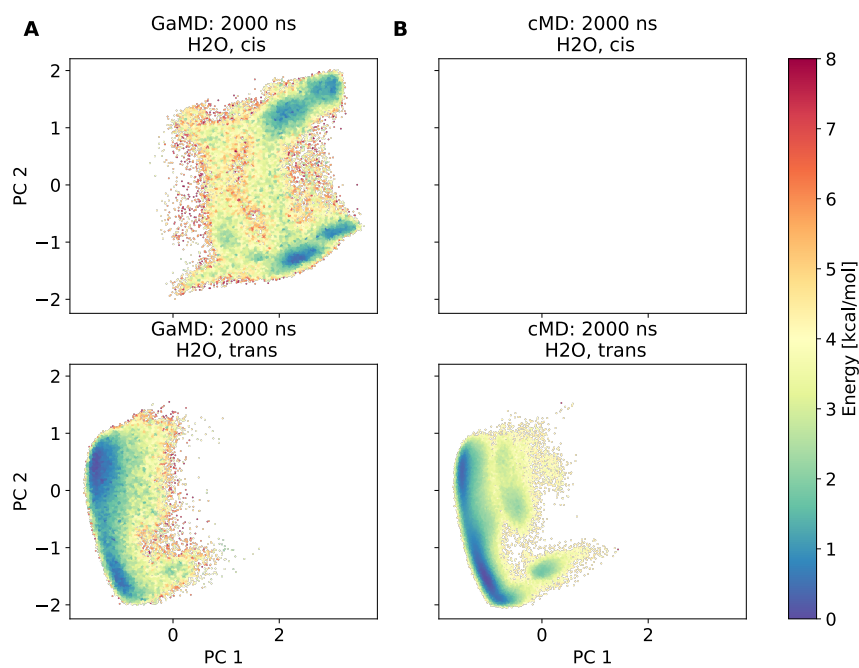 A
GaMD: 2000 ns
H2O, cis
B
cMD: 2000 ns
H2O, cis
2
1
0
−1
−2
PC 2
GaMD: 2000 ns
H2O, trans
cMD: 2000 ns
H2O, trans
2
1
0
−1
−2
PC 2
0
2
PC 1
0
2
PC 1
8
7
6
5
4
3
2
1
0
Energy [kcal/mol]